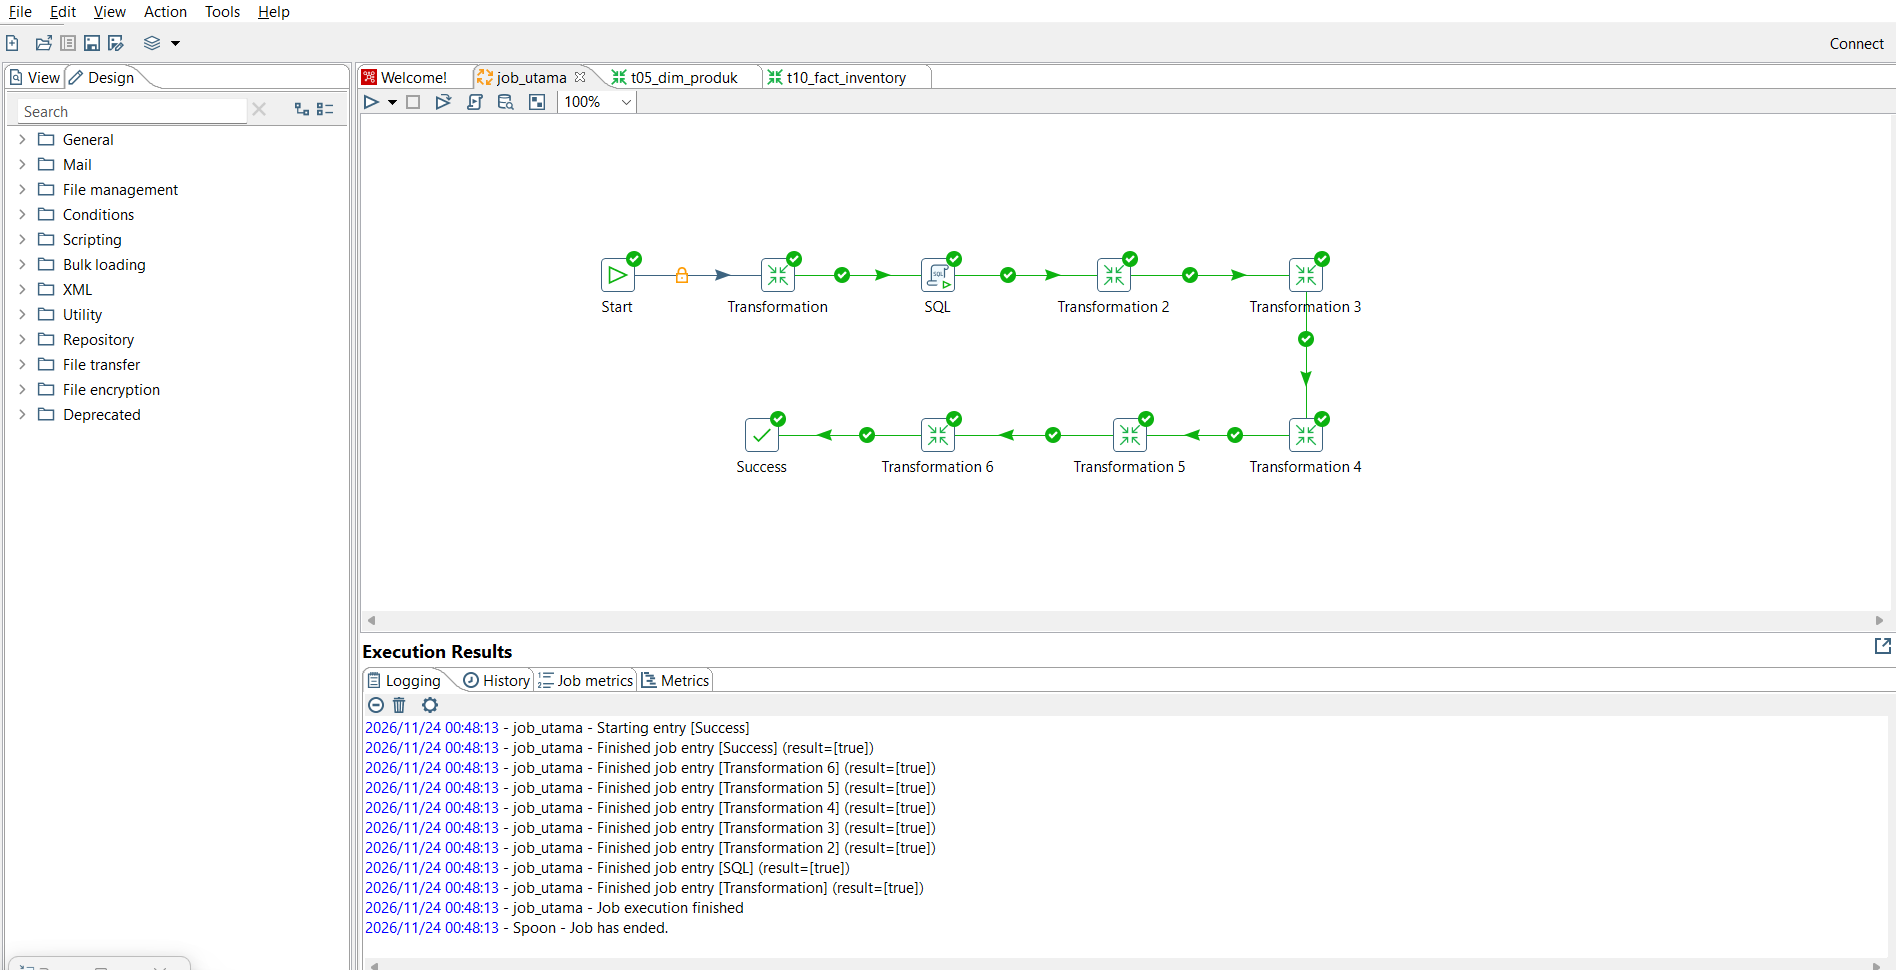 File Edit View Action Tools Help
Connect
View Design
Welcome! job_utama t05_dim_produk t10_fact_inventory
100%
Search
General
Mail
File management
Conditions
Scripting
Bulk loading
XML
Utility
Repository
File transfer
File encryption
Deprecated
SQL
Start Transformation SQL Transformation 2 Transformation 3
Success Transformation 6 Transformation 5 Transformation 4
Execution Results
Logging History Job metrics Metrics
2026/11/24 00:48:13 - job_utama - Starting entry [Success]
2026/11/24 00:48:13 - job_utama - Finished job entry [Success] (result=[true])
2026/11/24 00:48:13 - job_utama - Finished job entry [Transformation 6] (result=[true])
2026/11/24 00:48:13 - job_utama - Finished job entry [Transformation 5] (result=[true])
2026/11/24 00:48:13 - job_utama - Finished job entry [Transformation 4] (result=[true])
2026/11/24 00:48:13 - job_utama - Finished job entry [Transformation 3] (result=[true])
2026/11/24 00:48:13 - job_utama - Finished job entry [Transformation 2] (result=[true])
2026/11/24 00:48:13 - job_utama - Finished job entry [SQL] (result=[true])
2026/11/24 00:48:13 - job_utama - Finished job entry [Transformation] (result=[true])
2026/11/24 00:48:13 - job_utama - Job execution finished
2026/11/24 00:48:13 - Spoon - Job has ended.